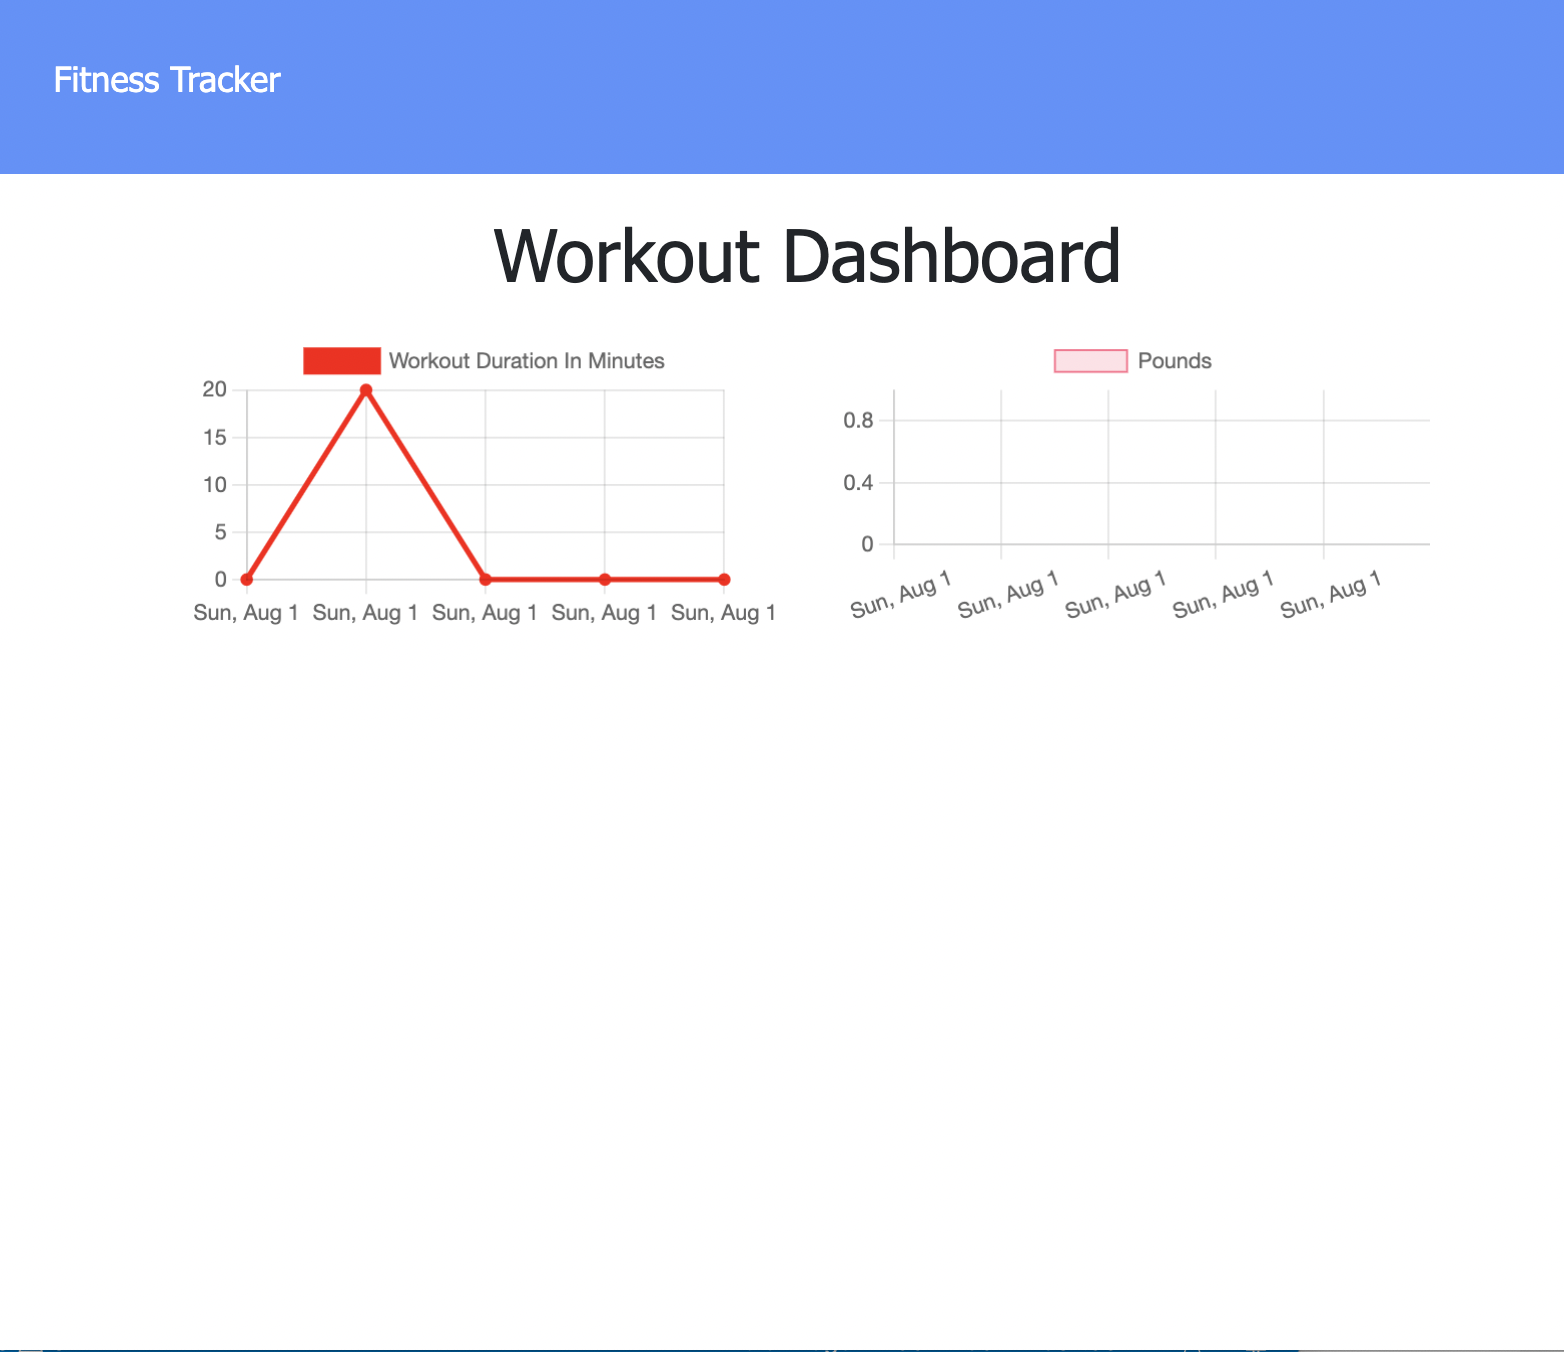 Fitness Tracker
Workout Dashboard
Workout Duration In Minutes
20
15
10
5
0
Sun, Aug 1 Sun, Aug 1 Sun, Aug 1 Sun, Aug 1 Sun, Aug 1
Pounds
0.8
0.4
0
Sun, Aug 1 Sun, Aug 1 Sun, Aug 1 Sun, Aug 1 Sun, Aug 1